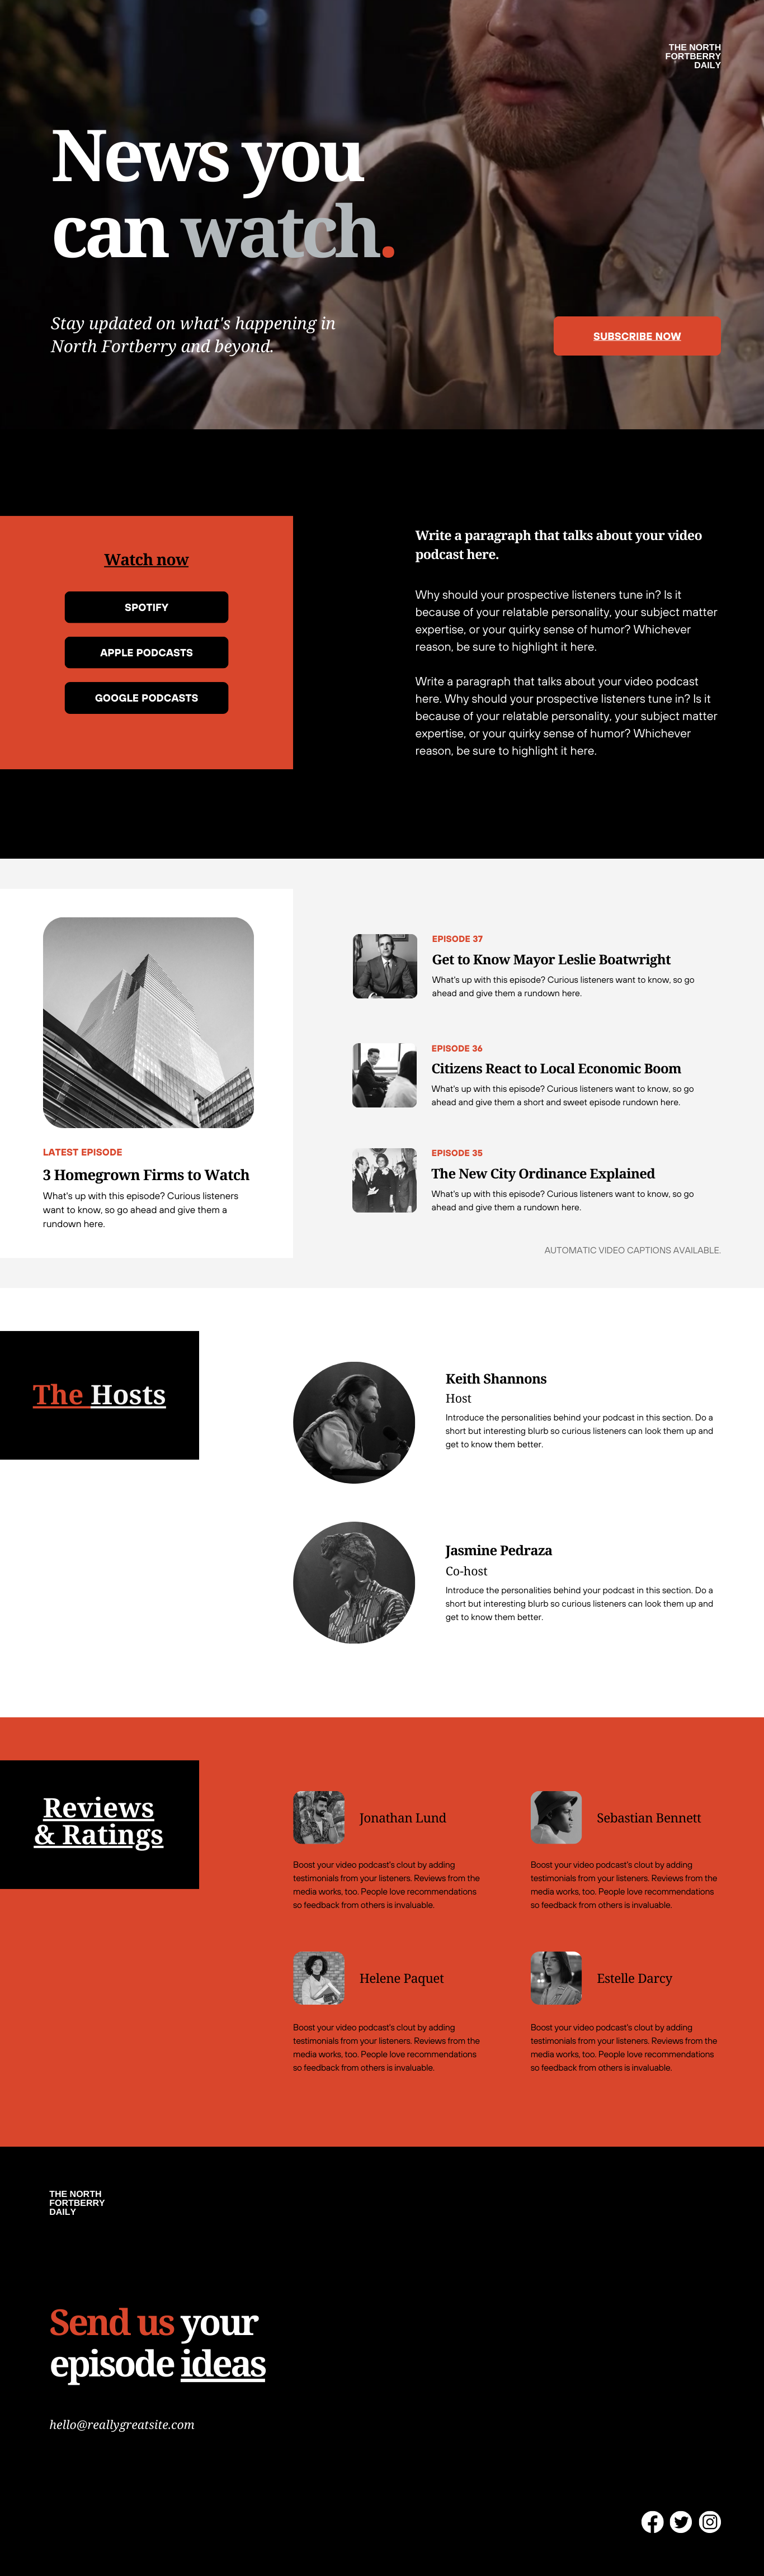 THE NORTH
FORTBERRY
DAILY
News you
can watch.
Stay updated on what's happening in
North Fortberry and beyond.
SUBSCRIBE NOW
Watch now
SPOTIFY
APPLE PODCASTS
GOOGLE PODCASTS
Write a paragraph that talks about your video
podcast here.
Why should your prospective listeners tune in? Is it
because of your relatable personality, your subject matter
expertise, or your quirky sense of humor? Whichever
reason, be sure to highlight it here.
Write a paragraph that talks about your video podcast
here. Why should your prospective listeners tune in? Is it
because of your relatable personality, your subject matter
expertise, or your quirky sense of humor? Whichever
reason, be sure to highlight it here.
LATEST EPISODE
3 Homegrown Firms to Watch
What's up with this episode? Curious listeners
want to know, so go ahead and give them a
rundown here.
EPISODE 37
Get to Know Mayor Leslie Boatwright
What's up with this episode? Curious listeners want to know, so go
ahead and give them a rundown here.
EPISODE 36
Citizens React to Local Economic Boom
What's up with this episode? Curious listeners want to know, so go
ahead and give them a short and sweet episode rundown here.
EPISODE 35
The New City Ordinance Explained
What's up with this episode? Curious listeners want to know, so go
ahead and give them a rundown here.
AUTOMATIC VIDEO CAPTIONS AVAILABLE.
The Hosts
Keith Shannons
Host
Introduce the personalities behind your podcast in this section. Do a
short but interesting blurb so curious listeners can look them up and
get to know them better.
Jasmine Pedraza
Co-host
Introduce the personalities behind your podcast in this section. Do a
short but interesting blurb so curious listeners can look them up and
get to know them better.
Reviews
& Ratings
Jonathan Lund
Boost your video podcast's clout by adding
testimonials from your listeners. Reviews from the
media works, too. People love recommendations
so feedback from others is invaluable.
Sebastian Bennett
Boost your video podcast's clout by adding
testimonials from your listeners. Reviews from the
media works, too. People love recommendations
so feedback from others is invaluable.
Helene Paquet
Boost your video podcast's clout by adding
testimonials from your listeners. Reviews from the
media works, too. People love recommendations
so feedback from others is invaluable.
Estelle Darcy
Boost your video podcast's clout by adding
testimonials from your listeners. Reviews from the
media works, too. People love recommendations
so feedback from others is invaluable.
THE NORTH
FORTBERRY
DAILY
Send us your
episode ideas
hello@reallygreatsite.com